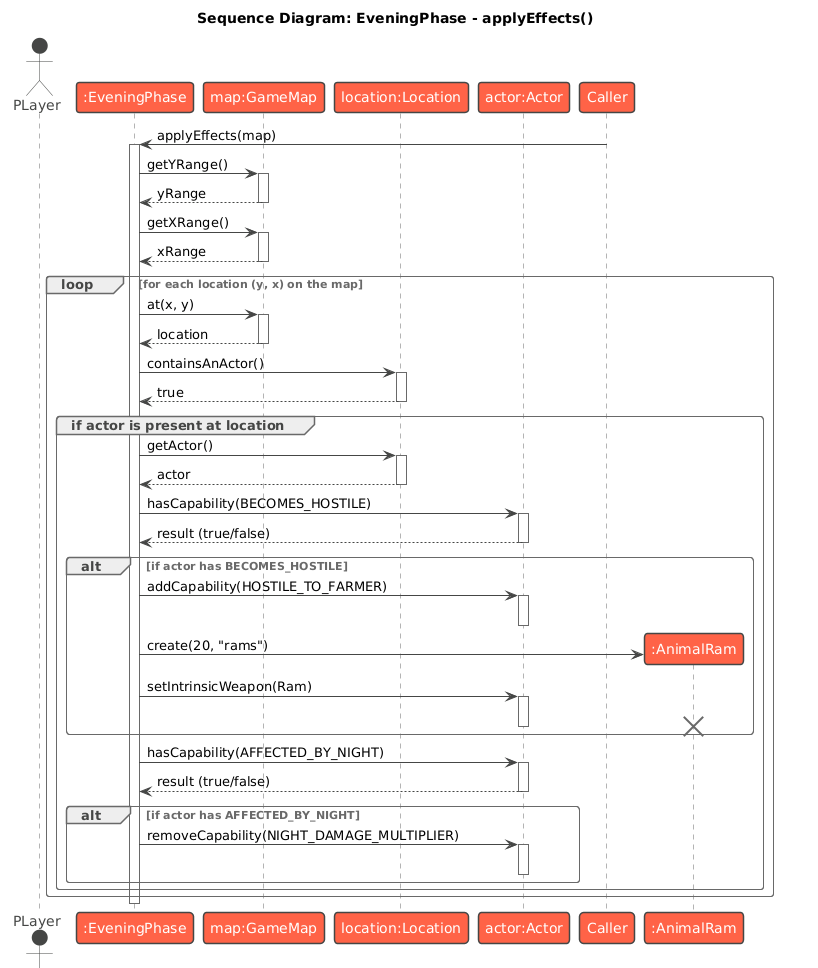 Sequence Diagram: EveningPhase - applyEffects()
PLayer
:EveningPhase
map:GameMap
location:Location
actor:Actor
Caller
applyEffects(map)
getYRange()
yRange
getXRange()
xRange
loop
[for each location (y, x) on the map]
at(x, y)
location
containsAnActor()
true
if actor is present at location
getActor()
actor
hasCapability(BECOMES_HOSTILE)
result (true/false)
alt
[if actor has BECOMES_HOSTILE]
addCapability(HOSTILE_TO_FARMER)
create(20, "rams")
:AnimalRam
setIntrinsicWeapon(Ram)
hasCapability(AFFECTED_BY_NIGHT)
result (true/false)
alt
[if actor has AFFECTED_BY_NIGHT]
removeCapability(NIGHT_DAMAGE_MULTIPLIER)
PLayer
:EveningPhase
map:GameMap
location:Location
actor:Actor
Caller
:AnimalRam